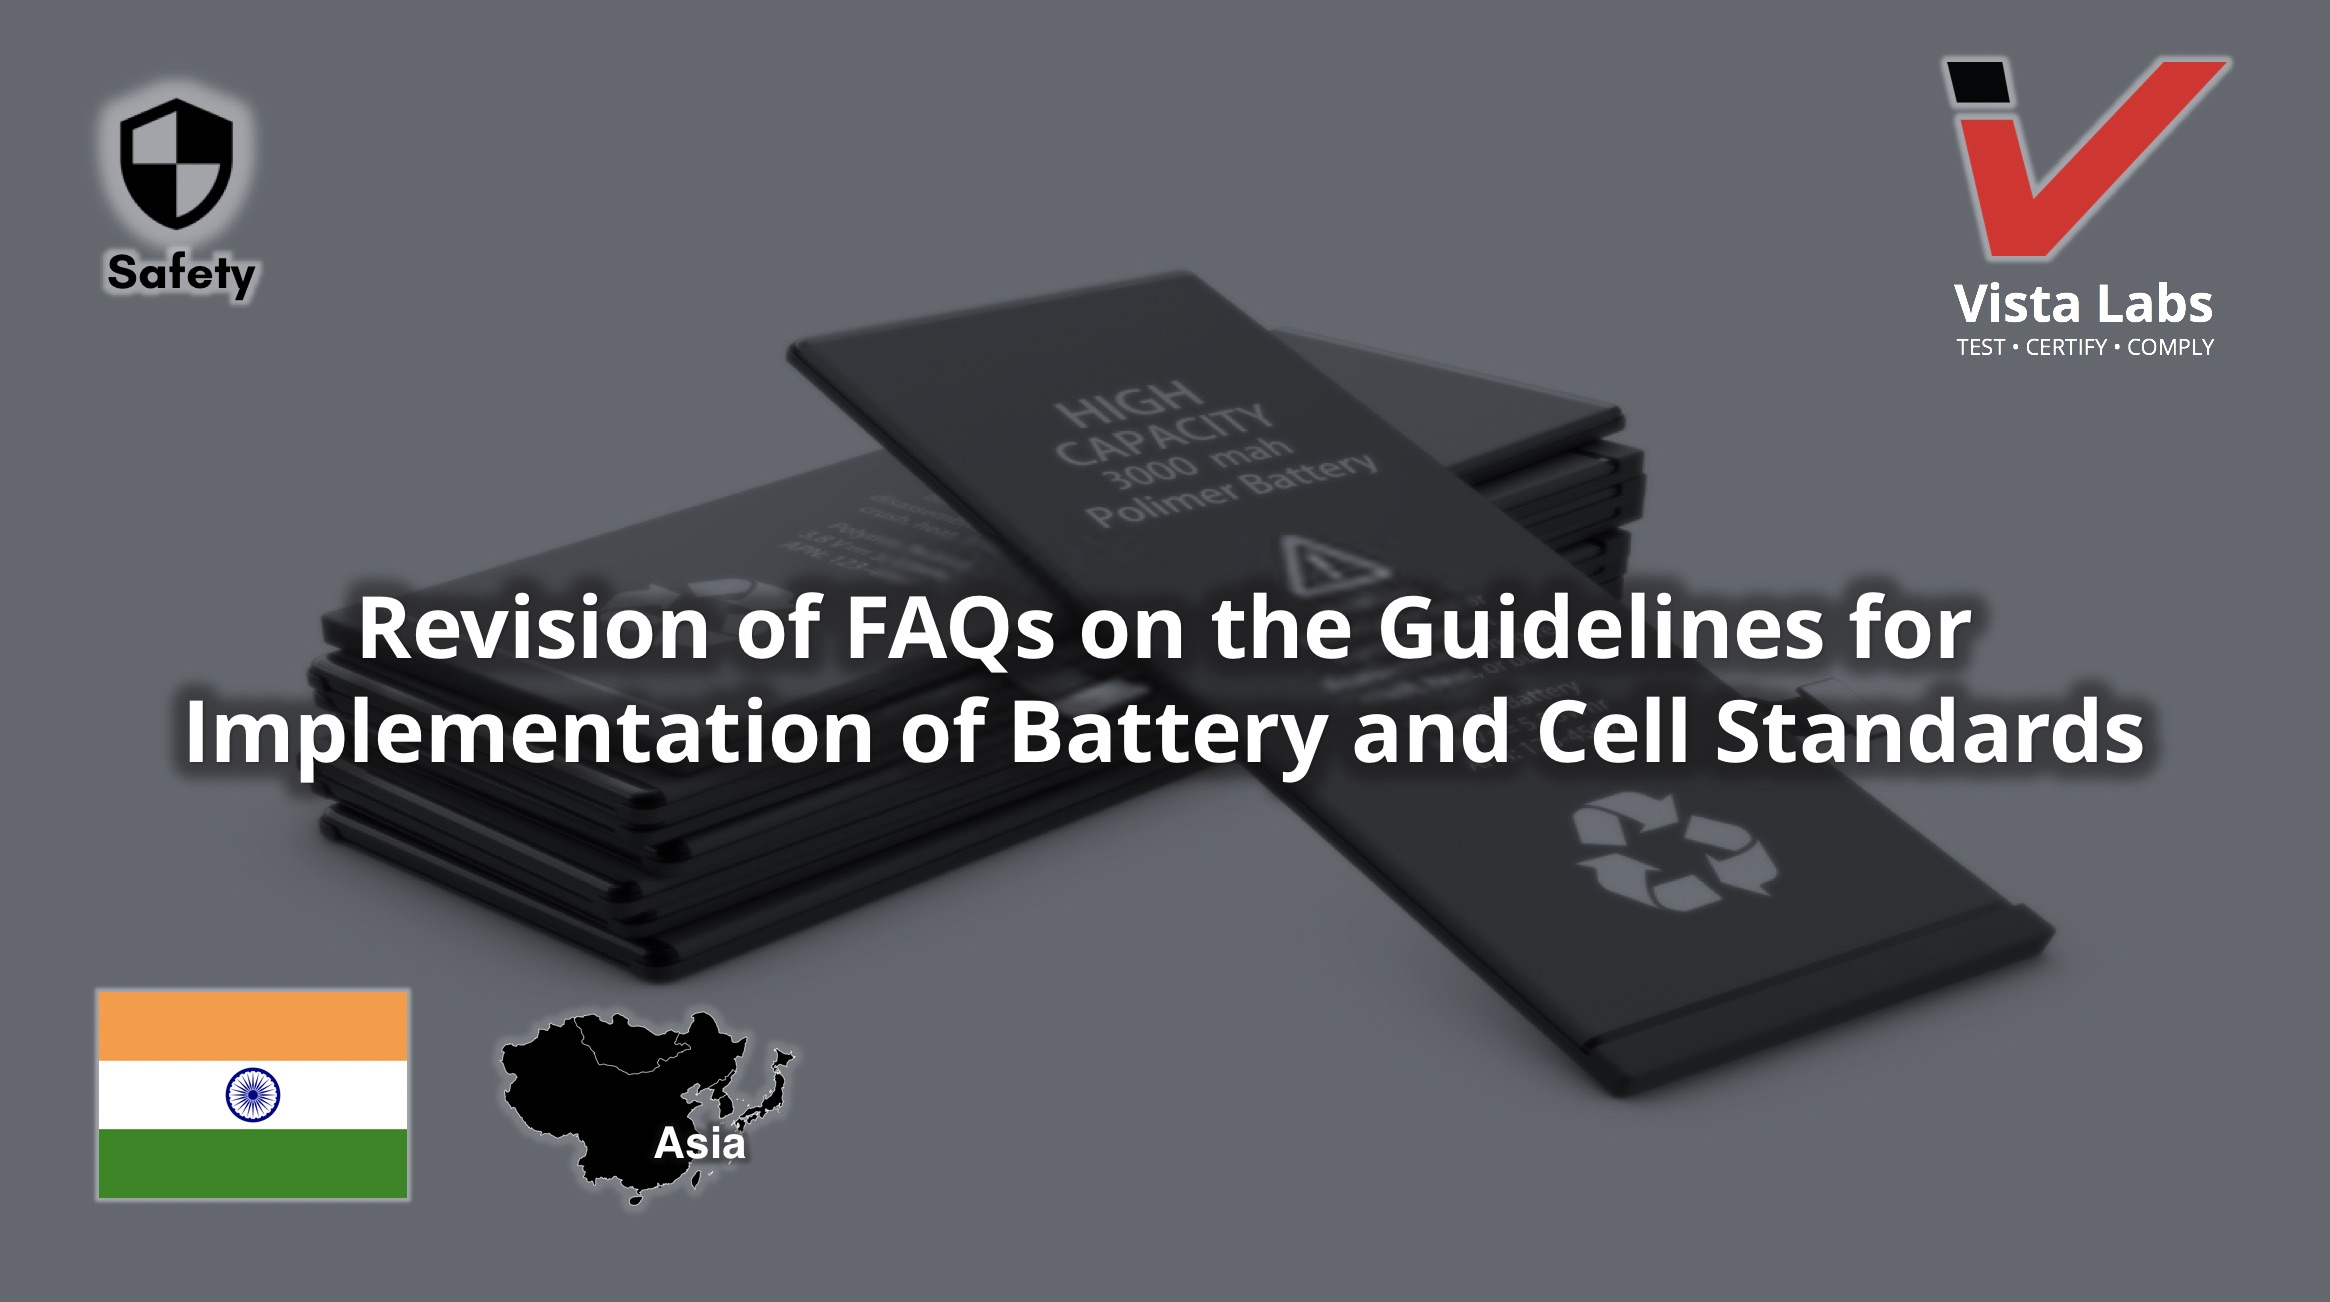 Safety
Vista Labs
TEST • CERTIFY • COMPLY
HIGH
CAPACITY
3000 mah
Polimer Battery
Revision of FAQs on the Guidelines for
Implementation of Battery and Cell Standards
Asia